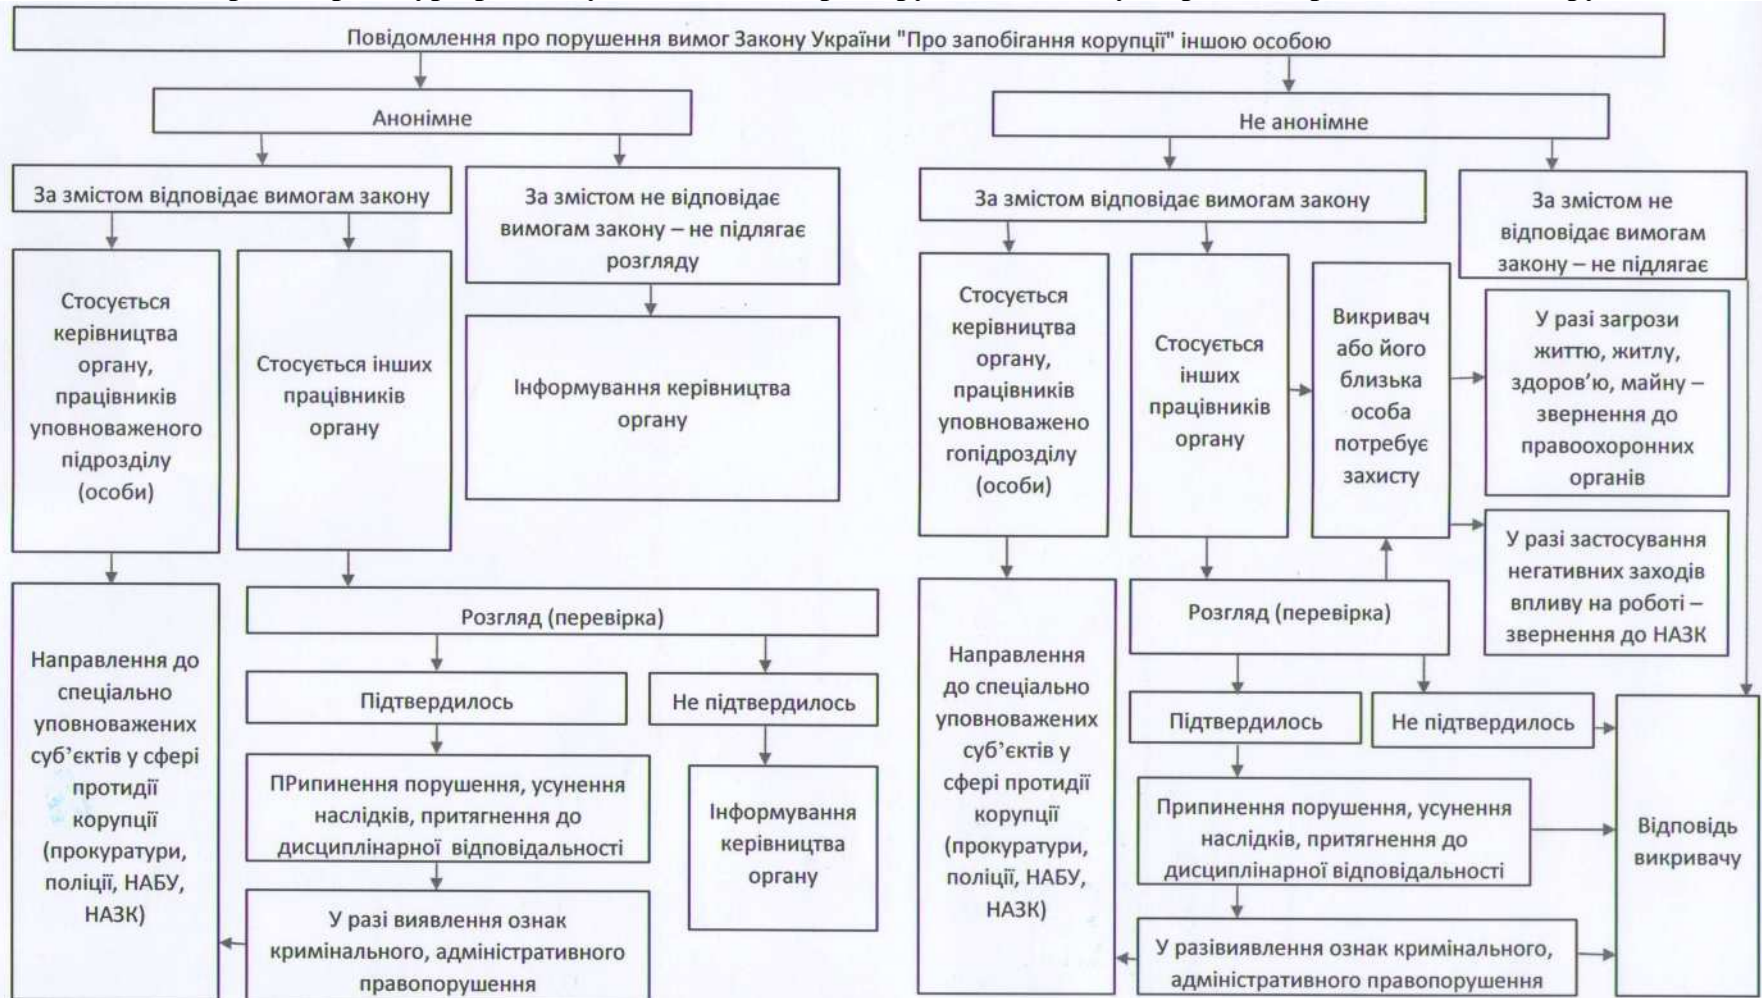 Повідомлення про порушення вимог Закону України "Про запобігання корупції" іншою особою
Анонімне
За змістом відповідає вимогам закону
За змістом не відповідає
вимогам закону – не підлягає
розгляду
Стосується
керівництва
органу,
працівників
уповноваженого
підрозділу
(особи)
Стосується інших
працівників
органу
Інформування керівництва
органу
Направлення до
спеціально
уповноважених
суб’єктів у сфері
протидії
корупції
(прокуратури,
поліції, НАБУ,
НАЗК)
Розгляд (перевірка)
Підтвердилось
Не підтвердилось
ПРипинення порушення, усунення
наслідків, притягнення до
дисциплінарної відповідальності
Інформування
керівництва
органу
У разі виявлення ознак
кримінального, адміністративного
правопорушення
Не анонімне
За змістом відповідає вимогам закону
За змістом не
відповідає вимогам
закону – не підлягає
Стосується
керівництва
органу,
працівників
уповноважено
гопідрозділу
(особи)
Стосується
інших
працівників
органу
Викривач
або його
близька
особа
потребує
захисту
У разі загрози
життю, житлу,
здоров’ю, майну –
звернення до
правоохоронних
органів
У разі застосування
негативних заходів
впливу на роботі –
звернення до НАЗК
Направлення
до спеціально
уповноважених
суб’єктів у
сфері протидії
корупції
(прокуратури,
поліції, НАБУ,
НАЗК)
Розгляд (перевірка)
Підтвердилось
Не підтвердилось
Припинення порушення, усунення
наслідків, притягнення до
дисциплінарної відповідальності
У разівиявлення ознак кримінального,
адміністративного правопорушення
Відповідь
викривачу